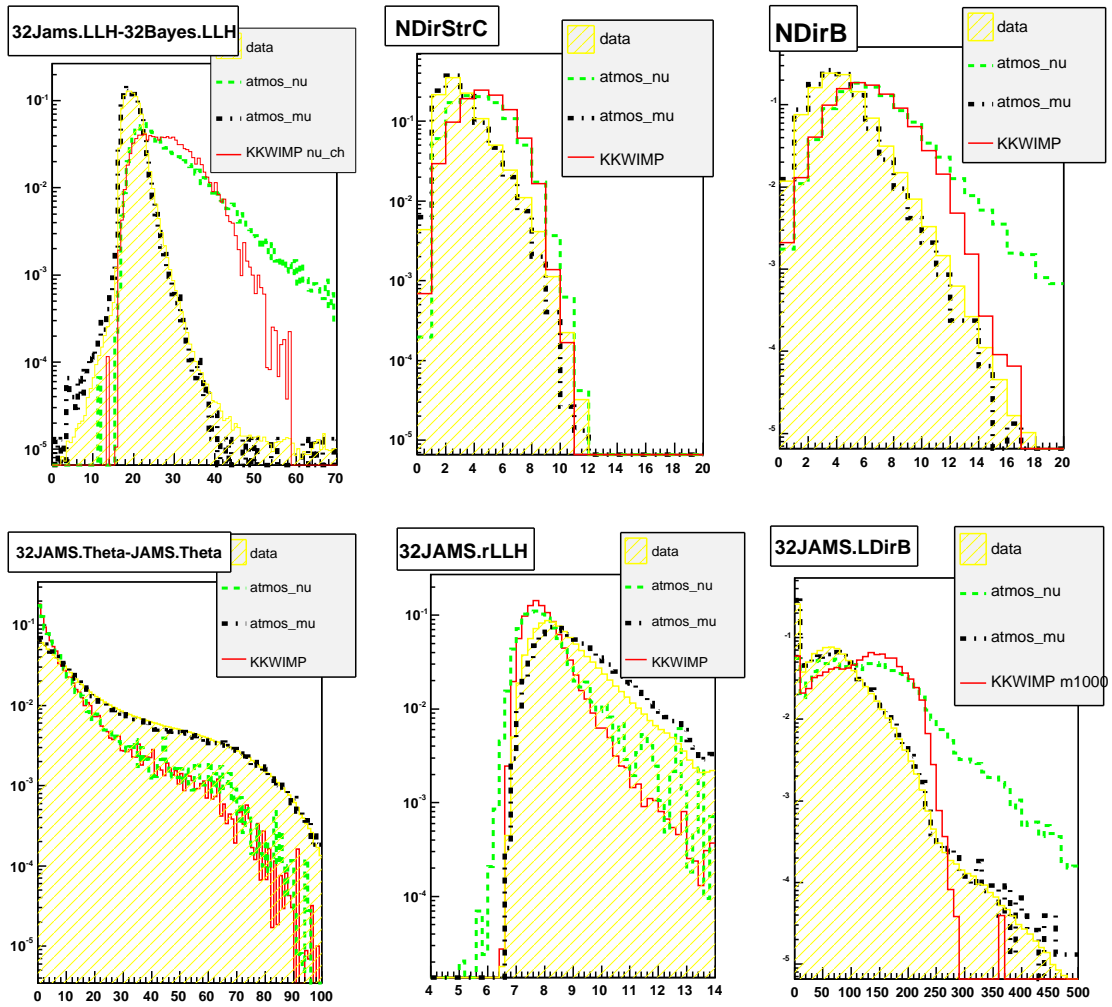 32Jams.LLH-32Bayes.LLH
data
atmos_nu
atmos_mu
KKWIMP nu_ch
10^-1
10^-2
10^-3
10^-4
10^-5
0 10 20 30 40 50 60 70
NDirStrC
data
atmos_nu
atmos_mu
KKWIMP
10^-1
10^-2
10^-3
10^-4
10^-5
0 2 4 6 8 10 12 14 16 18 20
NDirB
data
atmos_nu
atmos_mu
KKWIMP
-1
-2
-3
-4
-5
0 2 4 6 8 10 12 14 16 18 20
32JAMS.Theta-JAMS.Theta
data
atmos_nu
atmos_mu
KKWIMP
10^-1
10^-2
10^-3
10^-4
10^-5
0 10 20 30 40 50 60 70 80 90 100
32JAMS.rLLH
data
atmos_nu
atmos_mu
KKWIMP
10^-1
10^-2
10^-3
10^-4
4 5 6 7 8 9 10 11 12 13 14
32JAMS.LDirB
data
atmos_nu
atmos_mu
KKWIMP m1000
-1
-2
-3
-4
-5
0 50 100 150 200 250 300 350 400 450 500